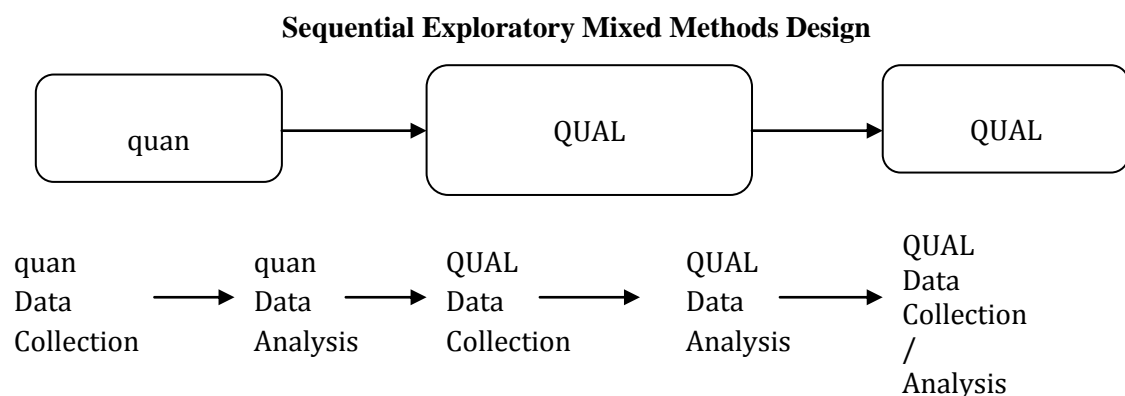 Sequential Exploratory Mixed Methods Design
quan
QUAL
QUAL
quan
Data
Collection
quan
Data
Analysis
QUAL
Data
Collection
QUAL
Data
Analysis
QUAL
Data
Collection
/
Analysis